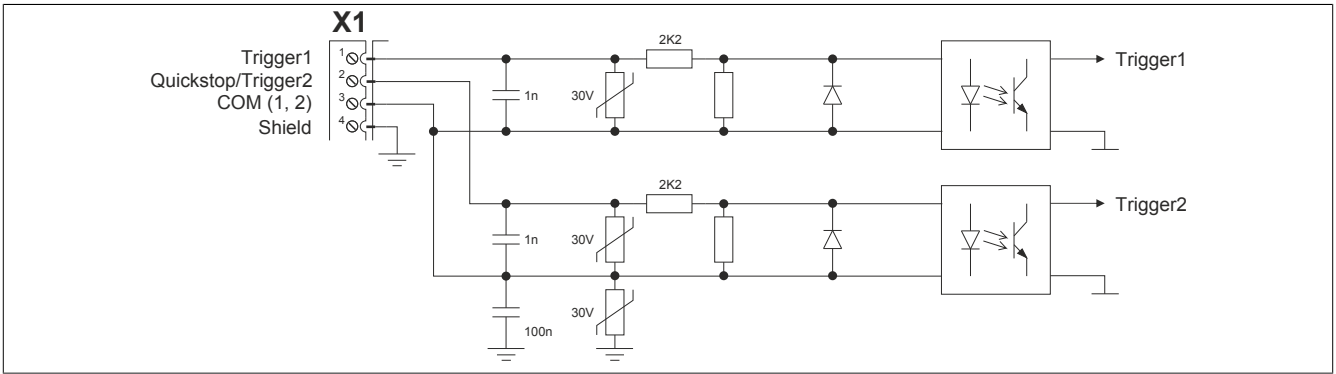 X1
Trigger1
Quickstop/Trigger2
COM (1, 2)
Shield
1
2
3
4
2K2
1n
30V
Trigger1
2K2
1n
30V
Trigger2
100n
30V